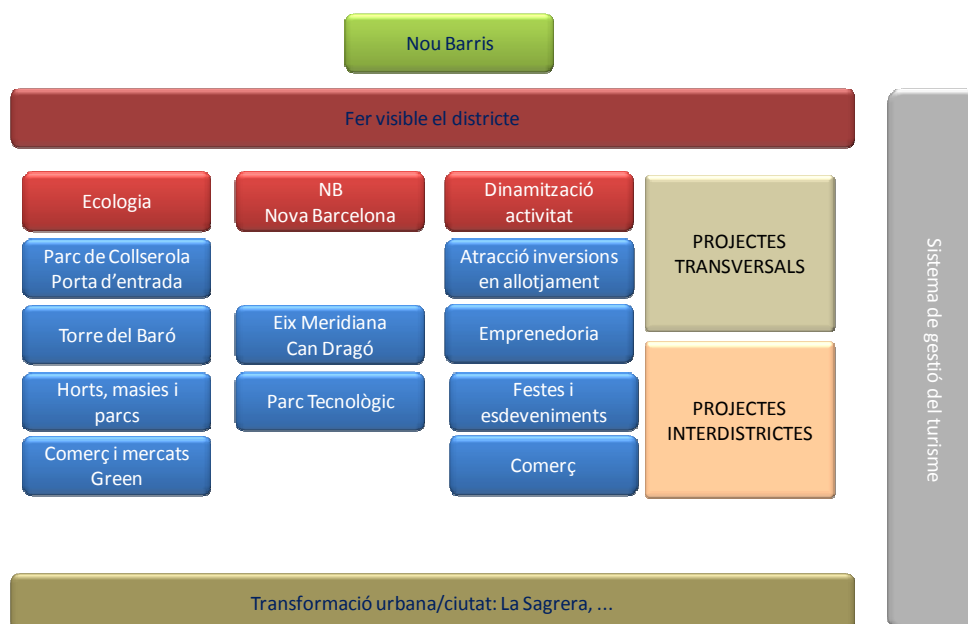 Nou Barris
Fer visible el districte
Ecologia
Parc de Collserola
Porta d'entrada
Torre del Baró
Horts, masies i
parcs
Comerç i mercats
Green
NB
Nova Barcelona
Eix Meridiana
Can Dragó
Parc Tecnològic
Dinamització
activitat
Atracció inversions
en allotjament
Emprenedoria
Festes i
esdeveniments
Comerç
PROJECTES
TRANSVERSALS
PROJECTES
INTERDISTRICTES
Sistema de gestió del turisme
Transformació urbana/ciutat: La Sagrera, ...